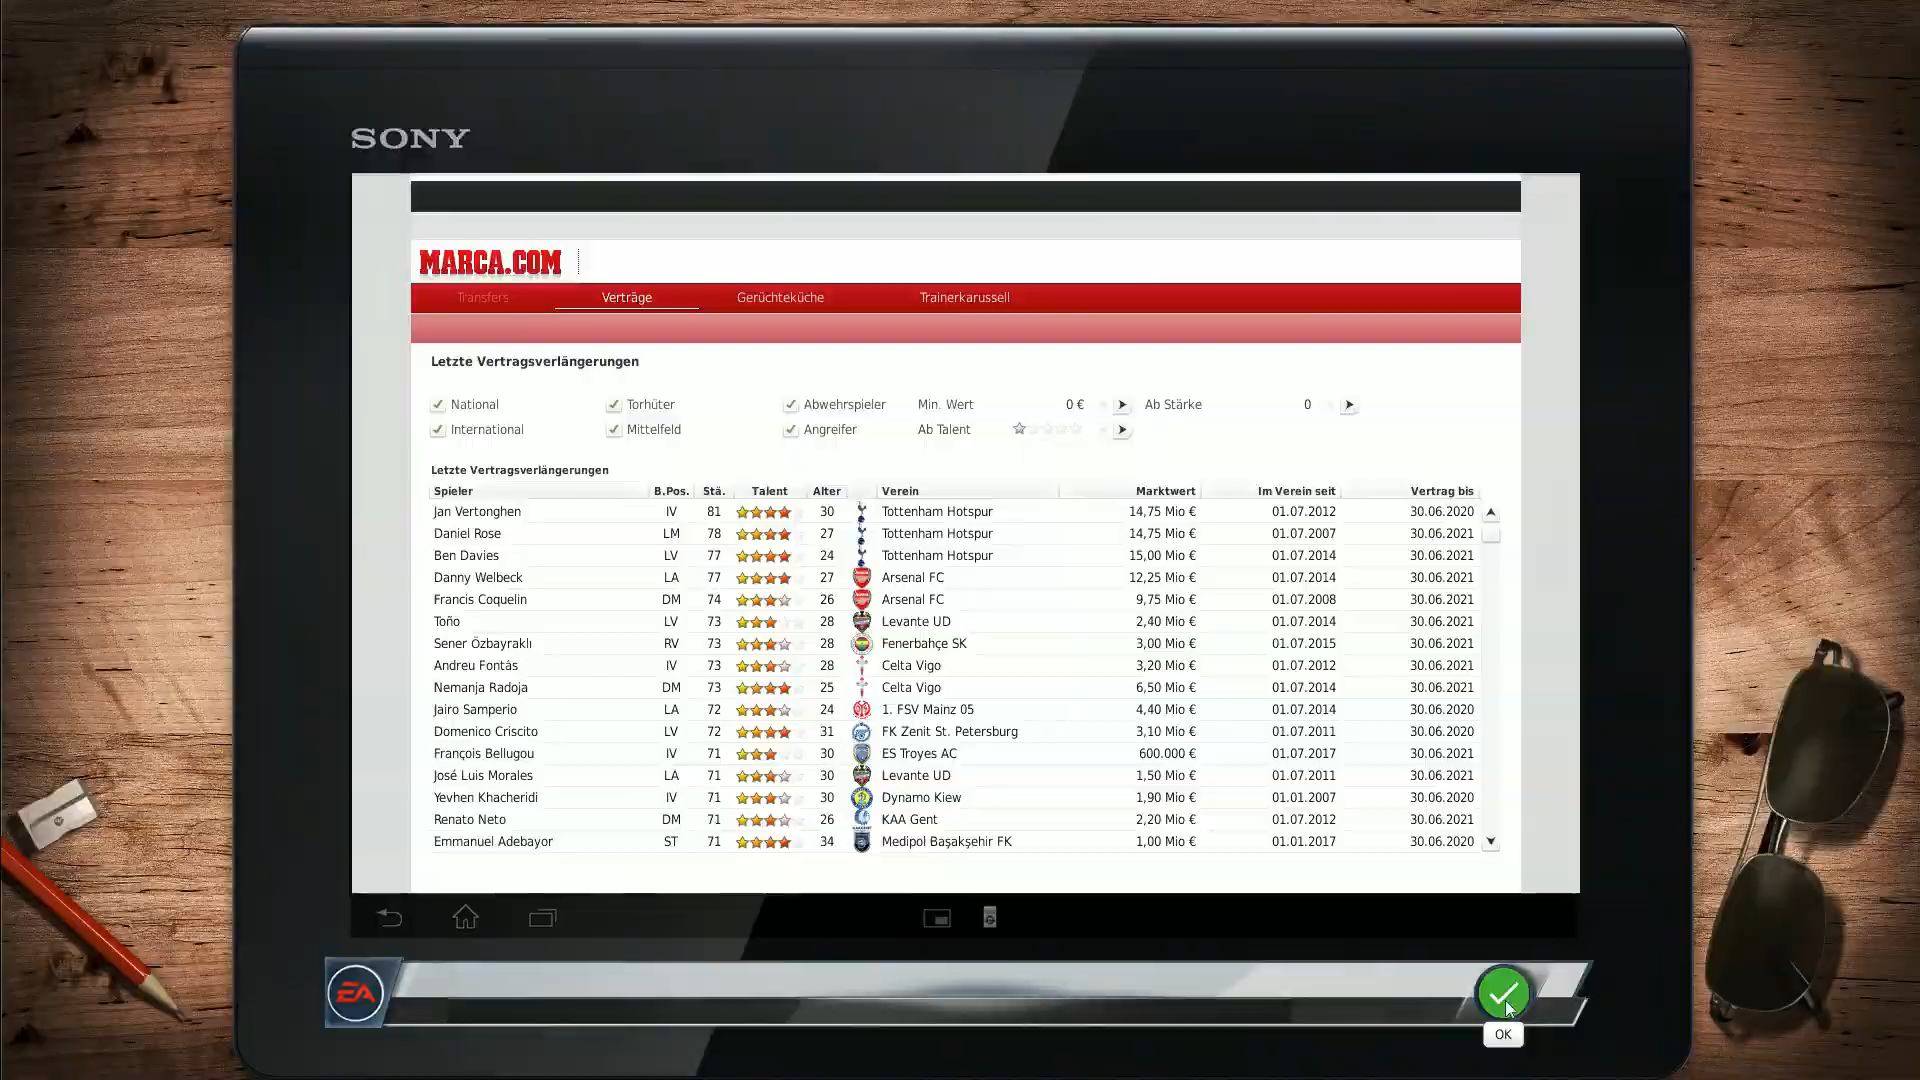 SONY
MARCA.COM
Transfers Verträge Gerüchteküche Trainerkarussell
Letzte Vertragsverlängerungen
National Torhüter Abwehrspieler Min. Wert 0 € Ab Stärke 0
International Mittelfeld Angreifer Ab Talent
Letzte Vertragsverlängerungen
Spieler B.Pos. Stä. Talent Alter Verein Marktwert Im Verein seit Vertrag bis
Jan Vertonghen IV 81 30 Tottenham Hotspur 14,75 Mio € 01.07.2012 30.06.2020
Daniel Rose LM 78 27 Tottenham Hotspur 14,75 Mio € 01.07.2007 30.06.2021
Ben Davies LV 77 24 Tottenham Hotspur 15,00 Mio € 01.07.2014 30.06.2021
Danny Welbeck LA 77 27 Arsenal FC 12,25 Mio € 01.07.2014 30.06.2021
Francis Coquelin DM 74 26 Arsenal FC 9,75 Mio € 01.07.2008 30.06.2021
Toño LV 73 28 Levante UD 2,40 Mio € 01.07.2014 30.06.2021
Sener Özbayraklı RV 73 28 Fenerbahçe SK 3,00 Mio € 01.07.2015 30.06.2021
Andreu Fontás IV 73 28 Celta Vigo 3,20 Mio € 01.07.2012 30.06.2021
Nemanja Radoja DM 73 25 Celta Vigo 6,50 Mio € 01.07.2014 30.06.2021
Jairo Samperio LA 72 24 1. FSV Mainz 05 4,40 Mio € 01.07.2014 30.06.2020
Domenico Criscito LV 72 31 FK Zenit St. Petersburg 3,10 Mio € 01.07.2011 30.06.2020
François Bellugou IV 71 30 ES Troyes AC 600.000 € 01.07.2017 30.06.2021
José Luis Morales LA 71 30 Levante UD 1,50 Mio € 01.07.2011 30.06.2021
Yevhen Khacheridi IV 71 30 Dynamo Kiew 1,90 Mio € 01.01.2007 30.06.2020
Renato Neto DM 71 26 KAA Gent 2,20 Mio € 01.07.2012 30.06.2021
Emmanuel Adebayor ST 71 34 Medipol Başakşehir FK 1,00 Mio € 01.01.2017 30.06.2020
EA
OK